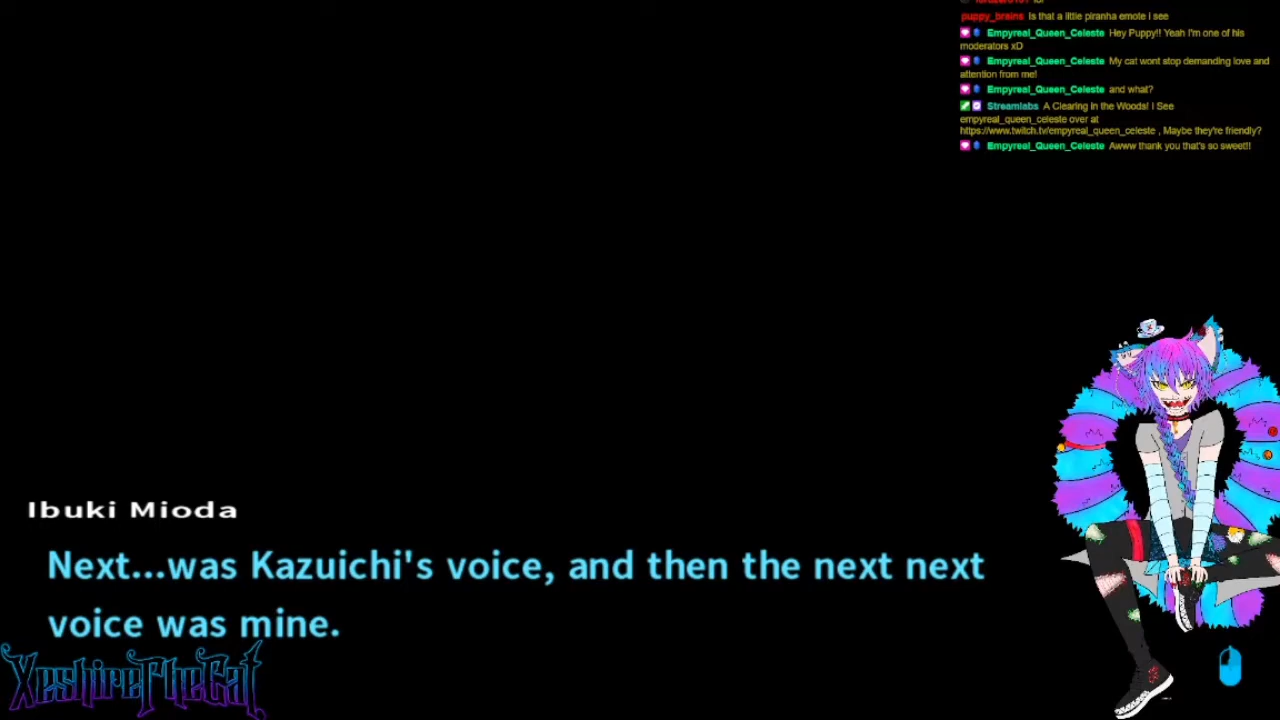 puppy_brains Is that a little piranha emote i see
Empyreal_Queen_Celeste Hey Puppy!! Yeah I'm one of his
moderators xD
Empyreal_Queen_Celeste My cat wont stop demanding love and
attention from me!
Empyreal_Queen_Celeste and what?
Streamlabs A Clearing in the Woods! I See
empyreal_queen_celeste over at
https://www.twitch.tv/empyreal_queen_celeste , Maybe they're friendly?
Empyreal_Queen_Celeste Awww thank you that's so sweet!!
Ibuki Mioda
Next...was Kazuichi's voice, and then the next next
voice was mine.
XeshireTheCat